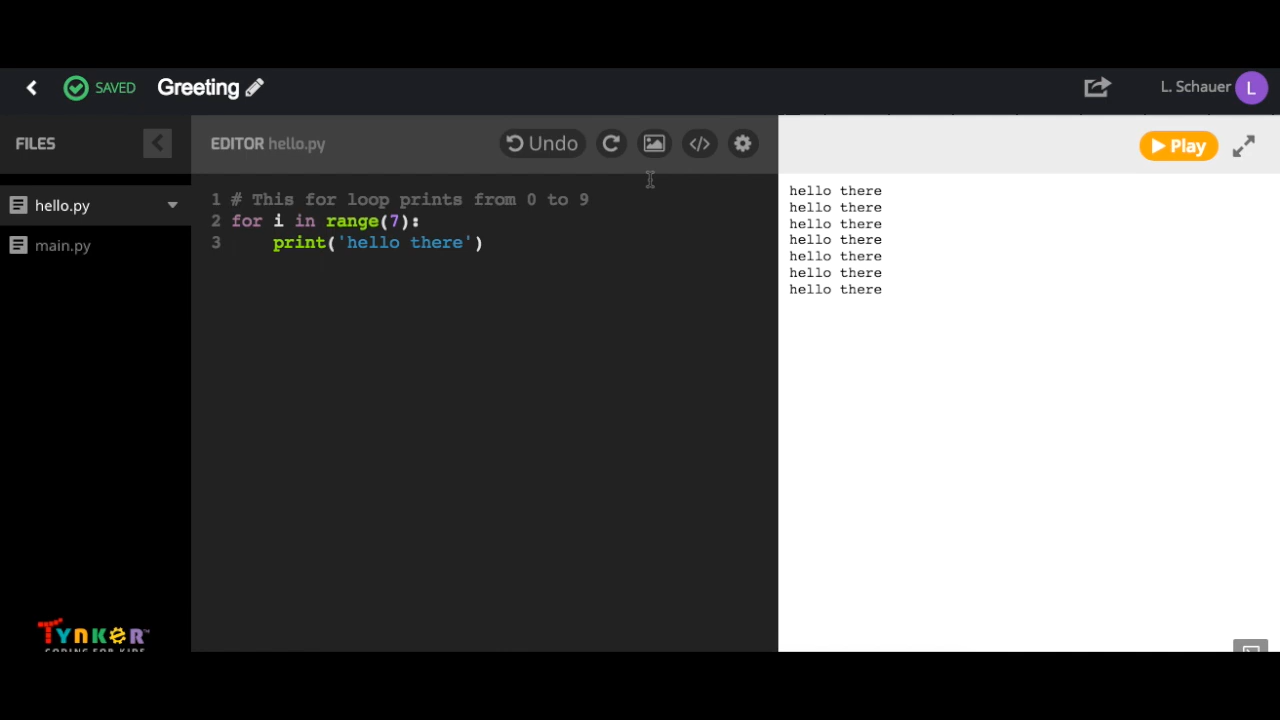 SAVED Greeting L. Schauer L
FILES EDITOR hello.py Undo </> Play
hello.py
main.py
1 # This for loop prints from 0 to 9
2 for i in range(7):
3     print('hello there')
hello there
hello there
hello there
hello there
hello there
hello there
hello there
TYNKER
CODING FOR KIDS